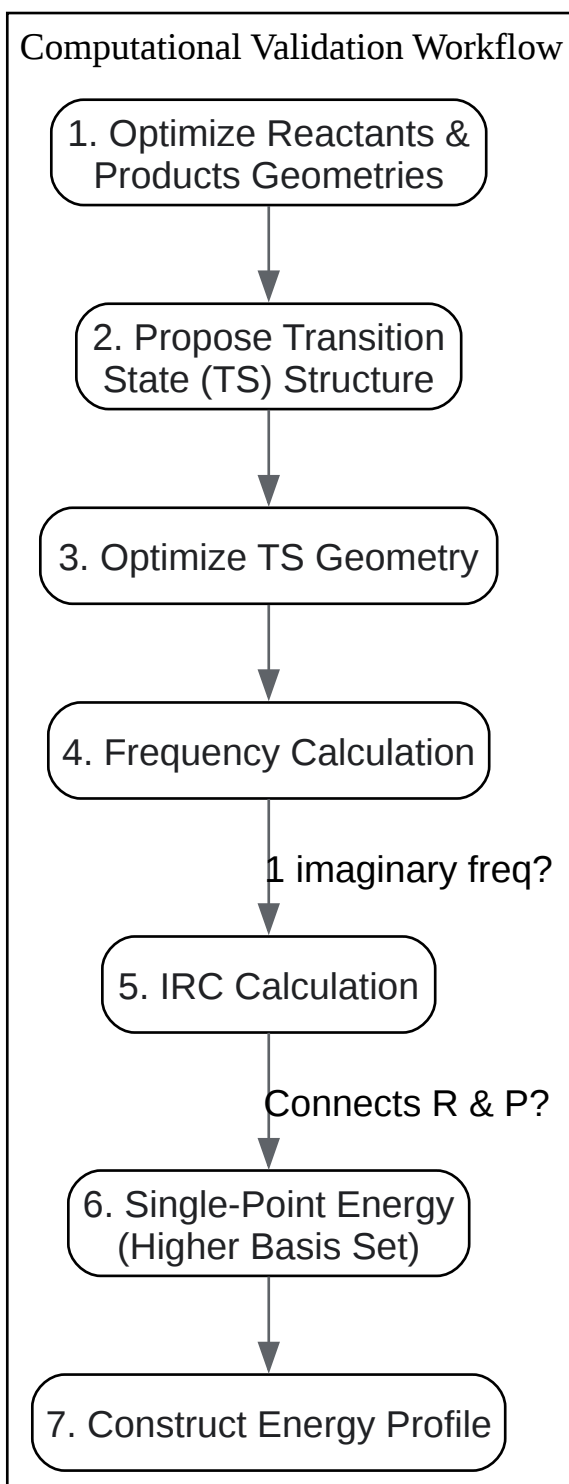 Computational Validation Workflow
1. Optimize Reactants &
Products Geometries
2. Propose Transition
State (TS) Structure
3. Optimize TS Geometry
4. Frequency Calculation
1 imaginary freq?
5. IRC Calculation
Connects R & P?
6. Single-Point Energy
(Higher Basis Set)
7. Construct Energy Profile